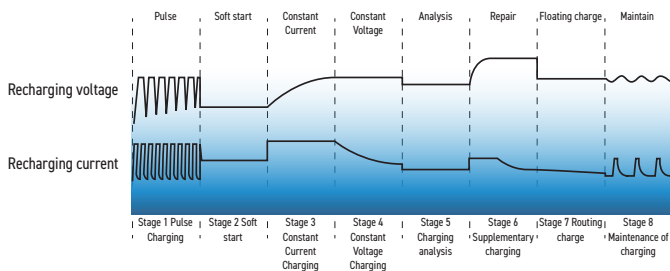 Pulse
Soft start
Constant
Current
Constant
Voltage
Analysis
Repair
Floating charge
Maintain
Recharging voltage
Recharging current
Stage 1 Pulse
Charging
Stage 2 Soft
start
Stage 3
Constant
Current
Charging
Stage 4
Constant
Voltage
Charging
Stage 5
Charging
analysis
Stage 6
Supplementary
charging
Stage 7 Routing
charge
Stage 8
Maintenance of
charging